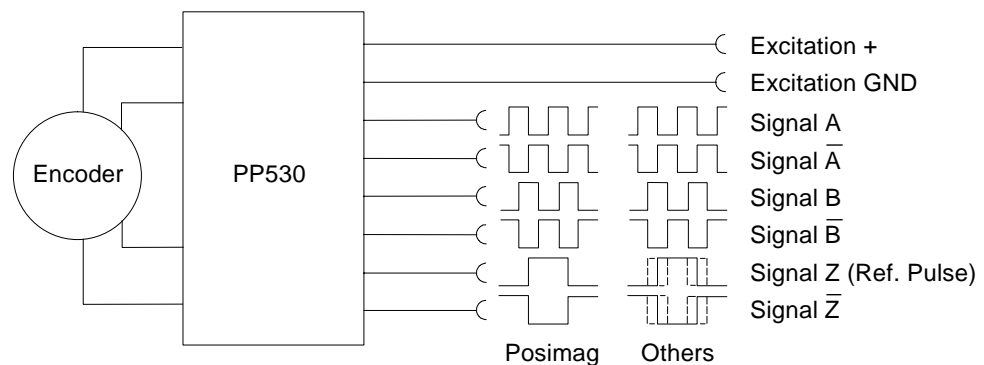 Encoder
PP530
Excitation +
Excitation GND
Signal A
Signal A̅
Signal B
Signal B̅
Signal Z (Ref. Pulse)
Signal Z̅
Posimag
Others